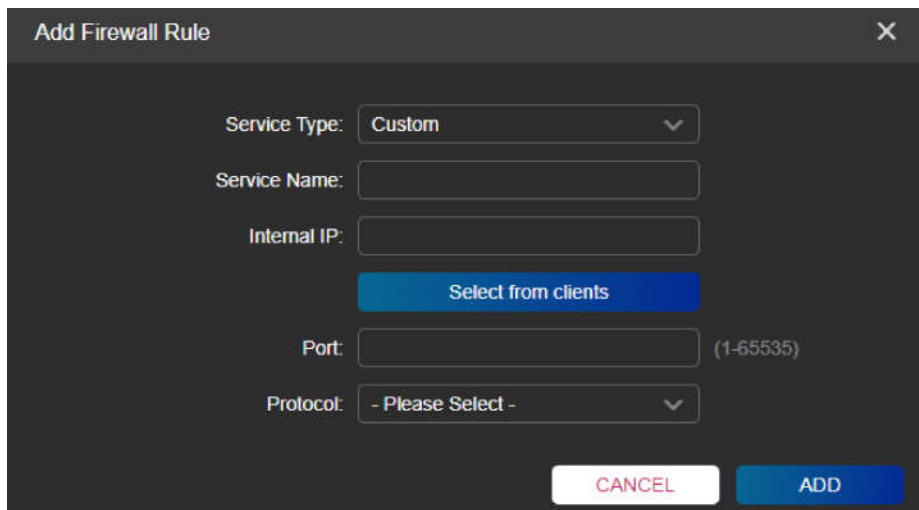 Add Firewall Rule
Service Type: Custom
Service Name:
Internal IP:
Select from clients
Port: (1-65535)
Protocol: - Please Select -
CANCEL ADD